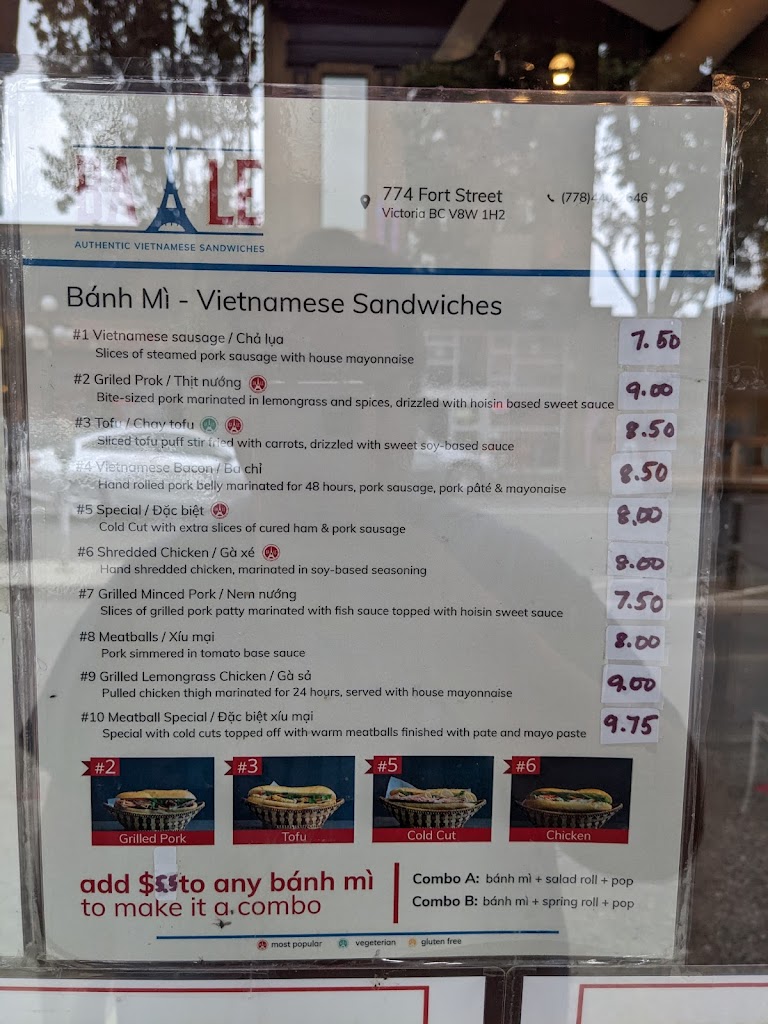 BA LE
AUTHENTIC VIETNAMESE SANDWICHES
774 Fort Street
Victoria BC V8W 1H2
Bánh Mì - Vietnamese Sandwiches
#1 Vietnamese sausage / Chả lụa 7.50
Slices of steamed pork sausage with house mayonnaise
#2 Griled Prok / Thịt nướng 9.00
Bite-sized pork marinated in lemongrass and spices, drizzled with hoisin based sweet sauce
#3 Tofu / Chay tofu 8.50
Sliced tofu puff stir fried with carrots, drizzled with sweet soy-based sauce
#4 Vietnamese Bacon / Ba chỉ 8.50
Hand rolled pork belly marinated for 48 hours, pork sausage, pork pâté & mayonaise
#5 Special / Đặc biệt 8.00
Cold Cut with extra slices of cured ham & pork sausage
#6 Shredded Chicken / Gà xé 8.00
Hand shredded chicken, marinated in soy-based seasoning
#7 Grilled Minced Pork / Nem nướng 7.50
Slices of grilled pork patty marinated with fish sauce topped with hoisin sweet sauce
#8 Meatballs / Xíu mại 8.00
Pork simmered in tomato base sauce
#9 Grilled Lemongrass Chicken / Gà sả 9.00
Pulled chicken thigh marinated for 24 hours, served with house mayonnaise
#10 Meatball Special / Đặc biệt xíu mại 9.75
Special with cold cuts topped off with warm meatballs finished with pate and mayo paste
#2 #3 #5 #6
Grilled Pork Tofu Cold Cut Chicken
add to any bánh mì
to make it a combo
Combo A: bánh mì + salad roll + pop
Combo B: bánh mì + spring roll + pop
most popular vegeterian gluten free